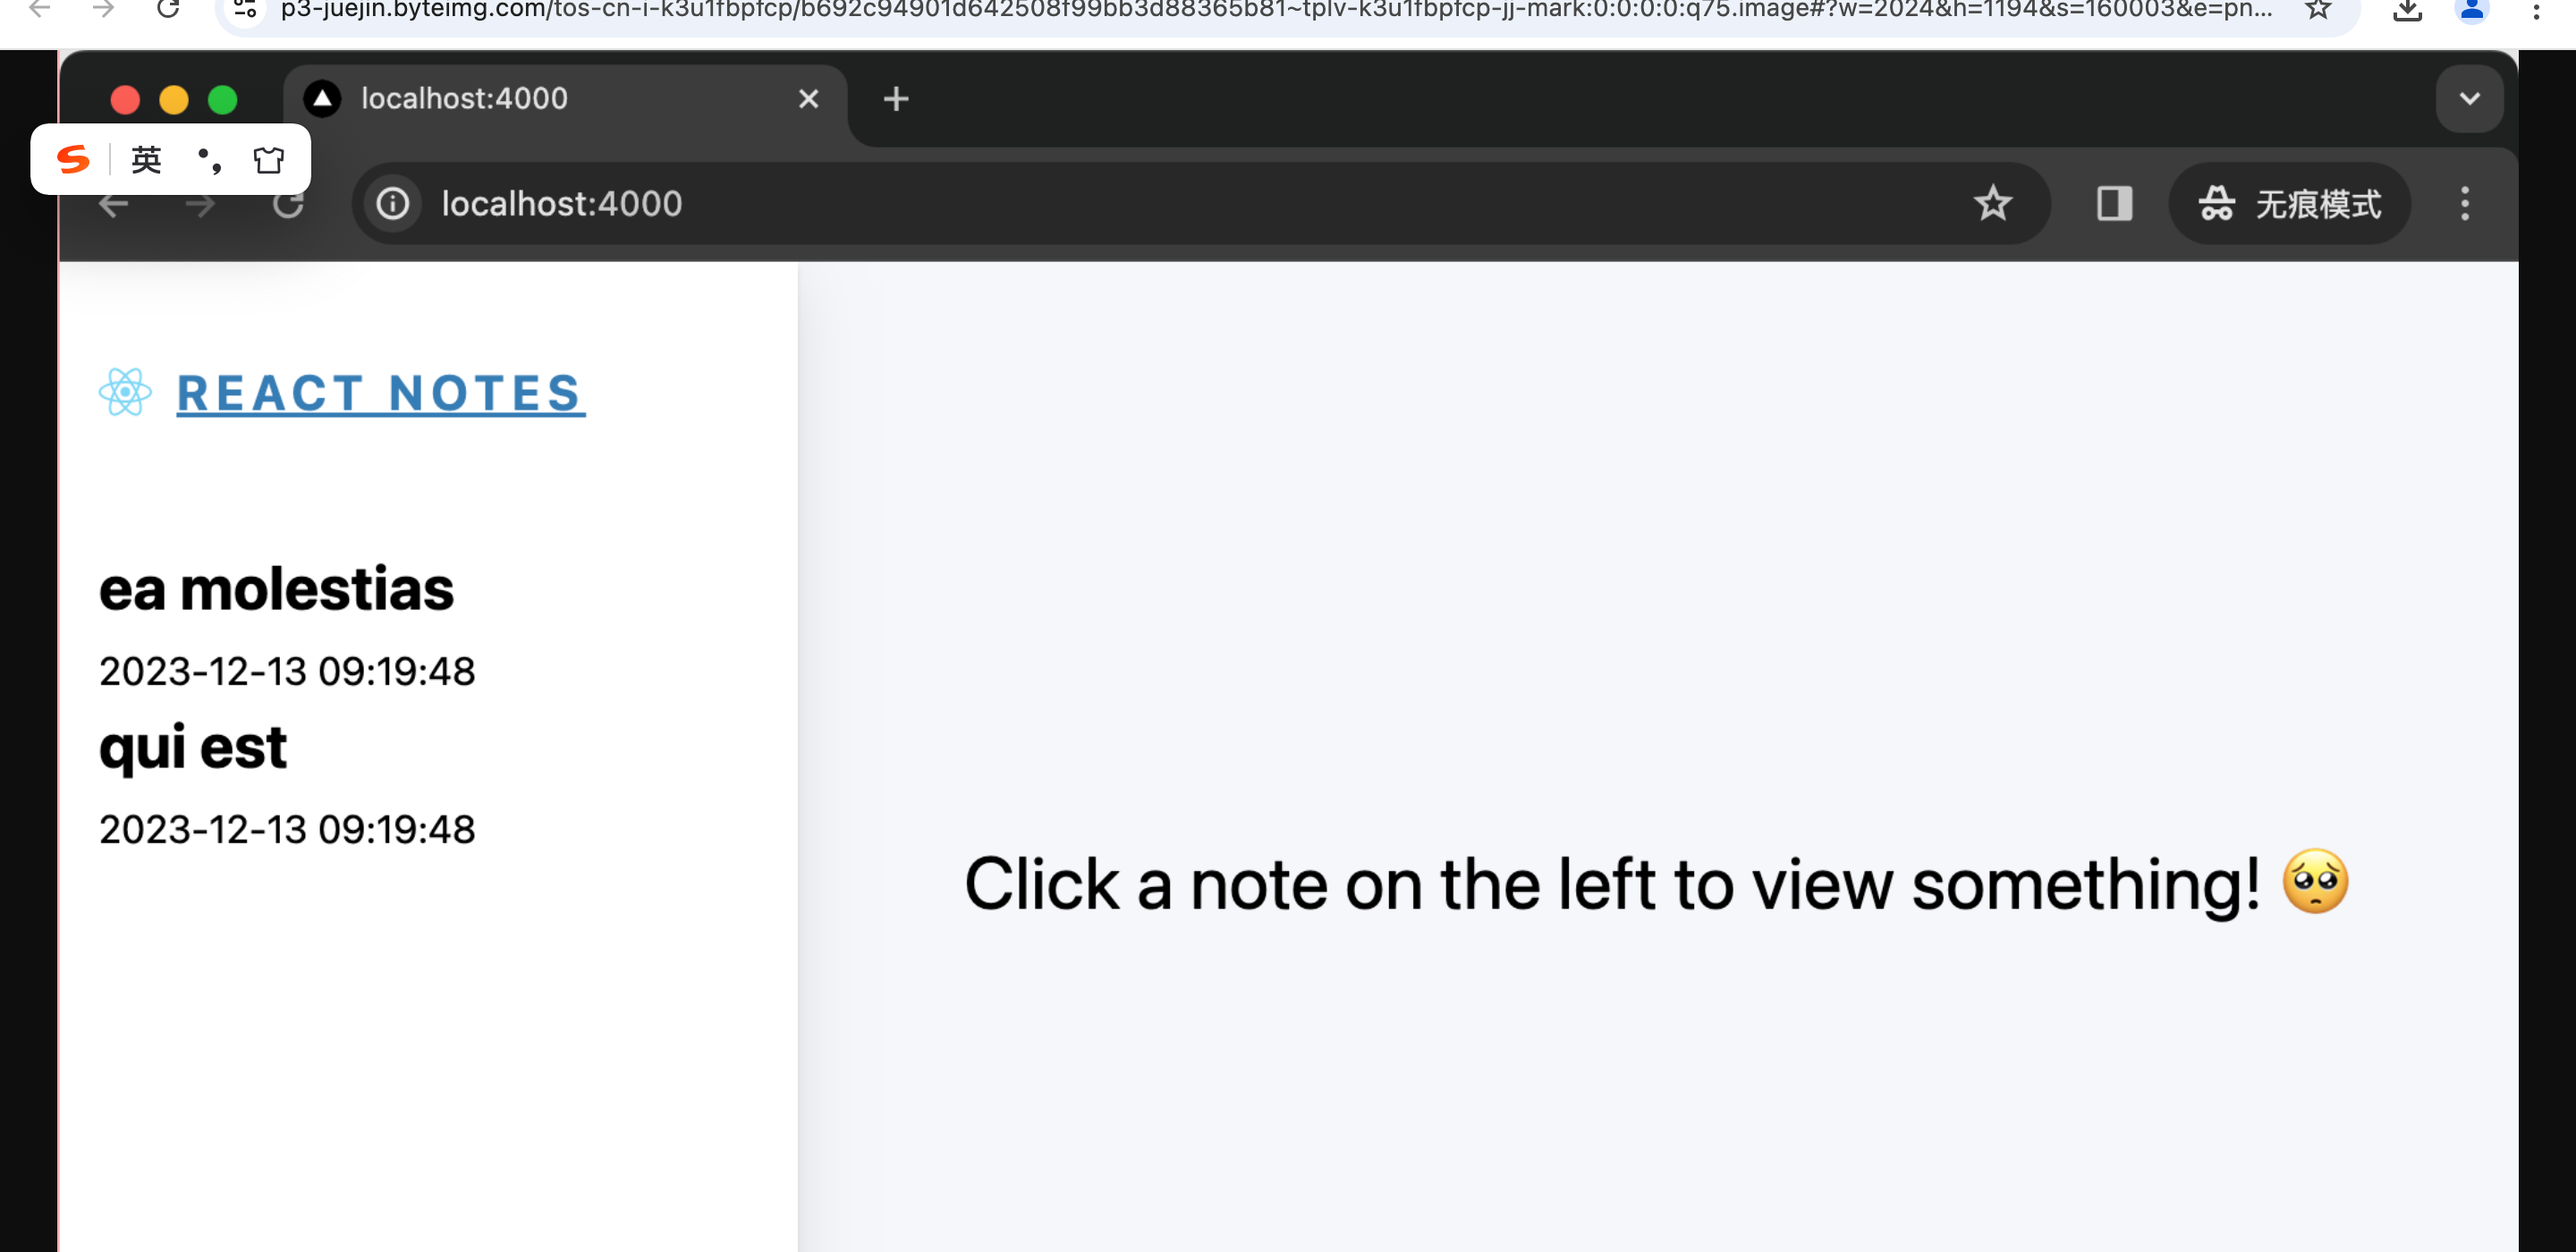 p3-juejin.byteimg.com/tos-cn-i-k3u1fbpfcp/b692c94901d642508f99bb3d88365b81~tplv-k3u1fbpfcp-jj-mark:0:0:0:0:q75.image#?w=2024&h=1194&s=160003&e=pn...
localhost:4000
英
localhost:4000
无痕模式
REACT NOTES
ea molestias
2023-12-13 09:19:48
qui est
2023-12-13 09:19:48
Click a note on the left to view something! 🥺